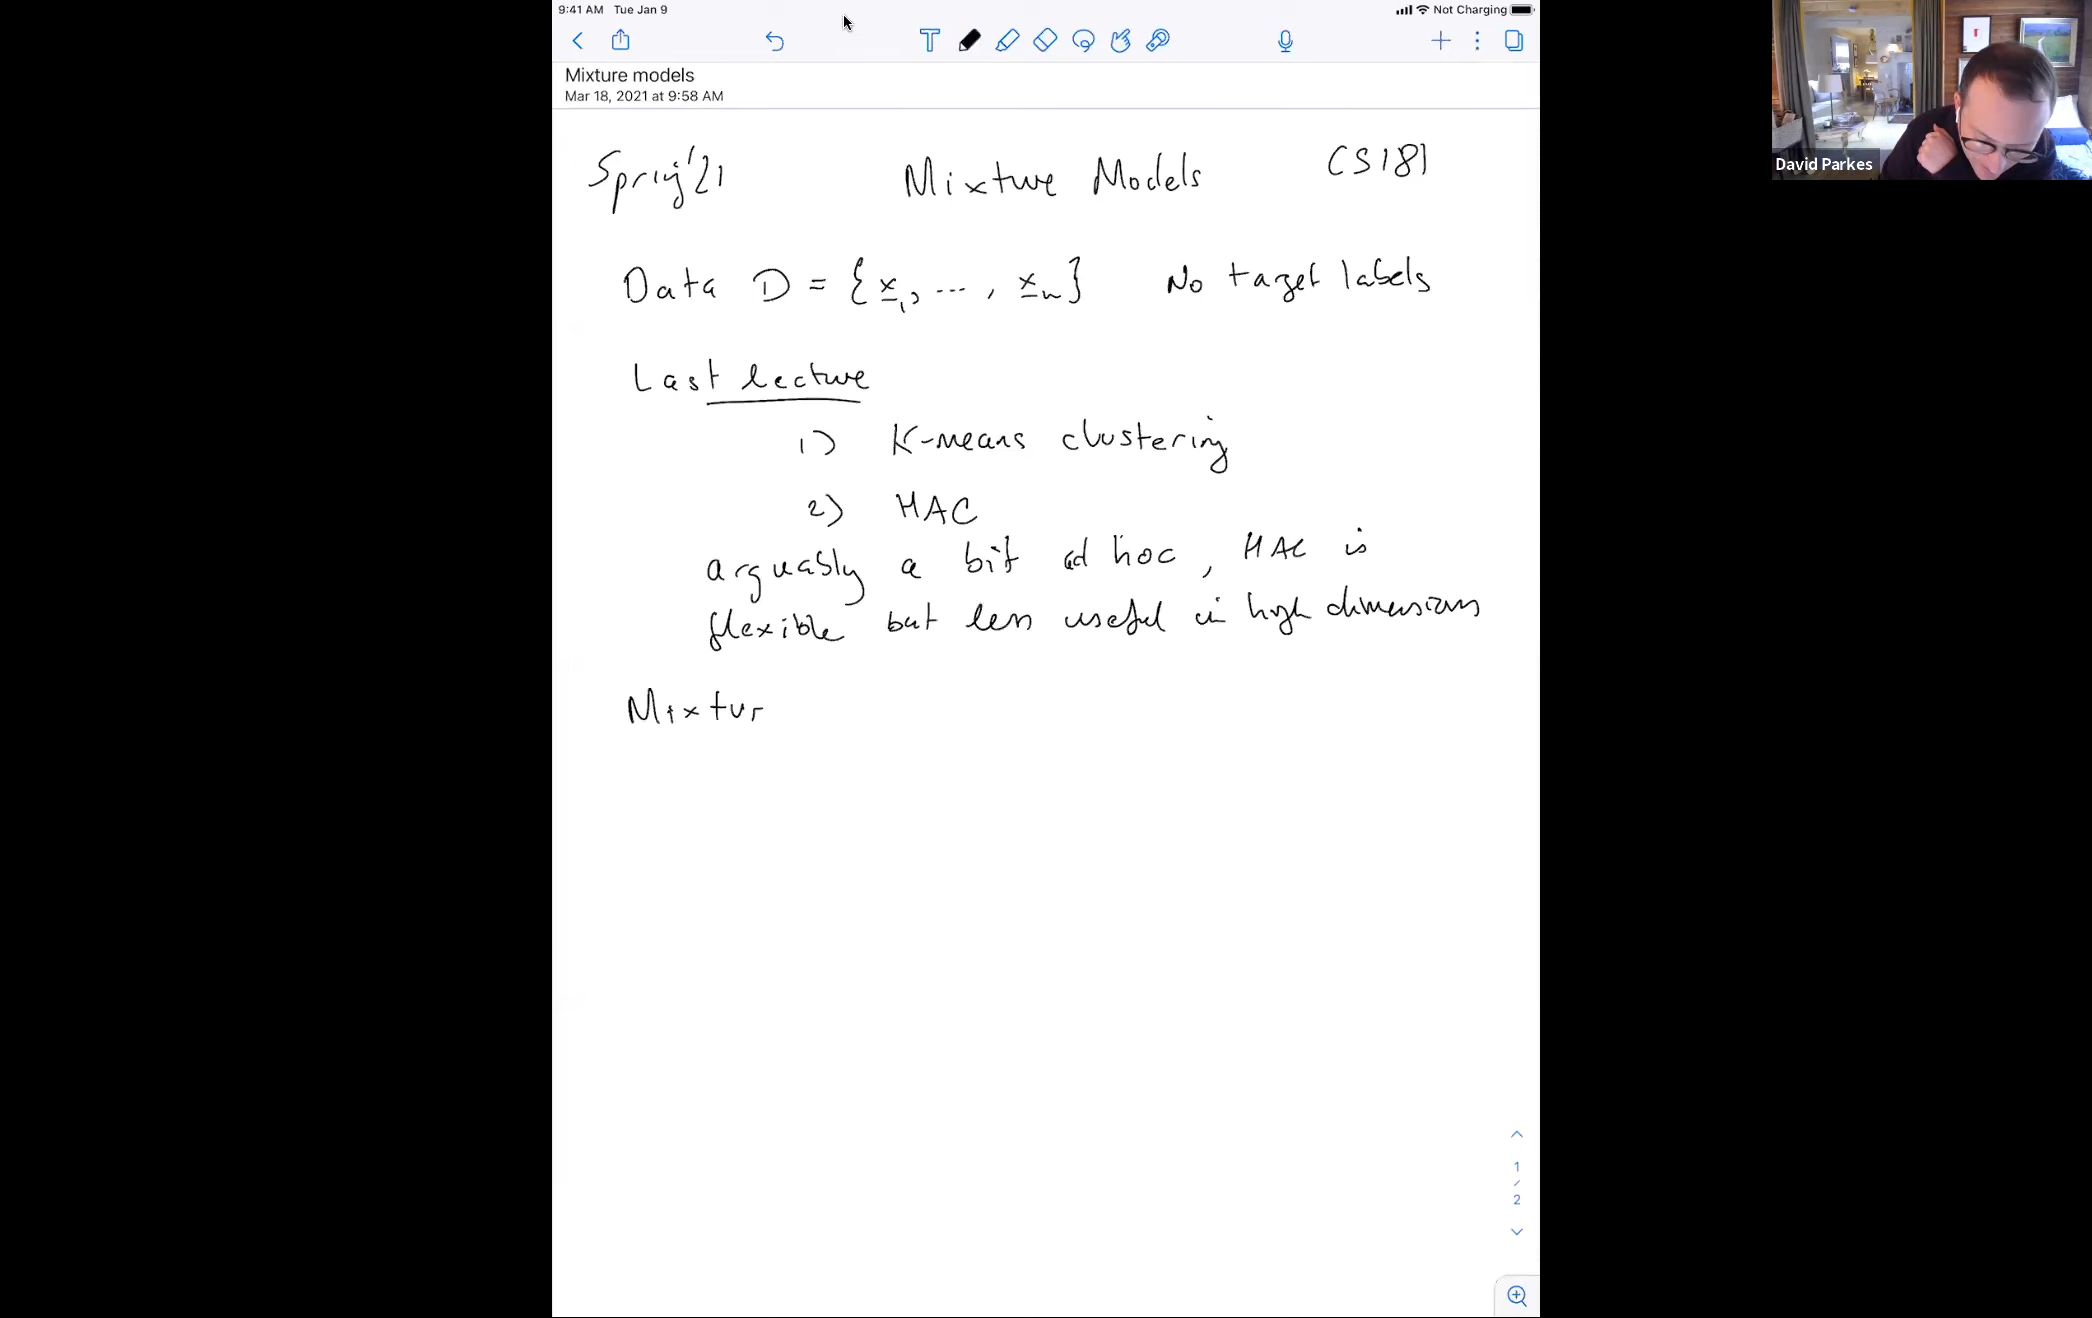 9:41 AM Tue Jan 9
Not Charging
Mixture models
Mar 18, 2021 at 9:58 AM
Spring '21 Mixture Models CS181
Data D = {x1, ..., xn} No target labels
Last lecture
1) K-means clustering
2) HAC
arguably a bit ad hoc, HAC is
flexible but less useful in high dimensions
Mixtur
1
/
2
David Parkes